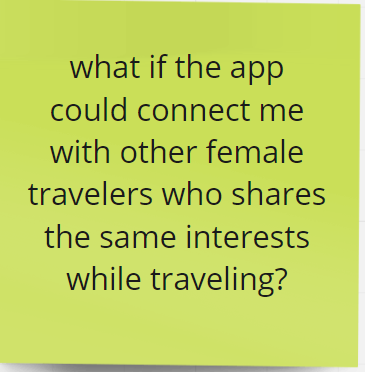 what if the app
could connect me
with other female
travelers who shares
the same interests
while traveling?